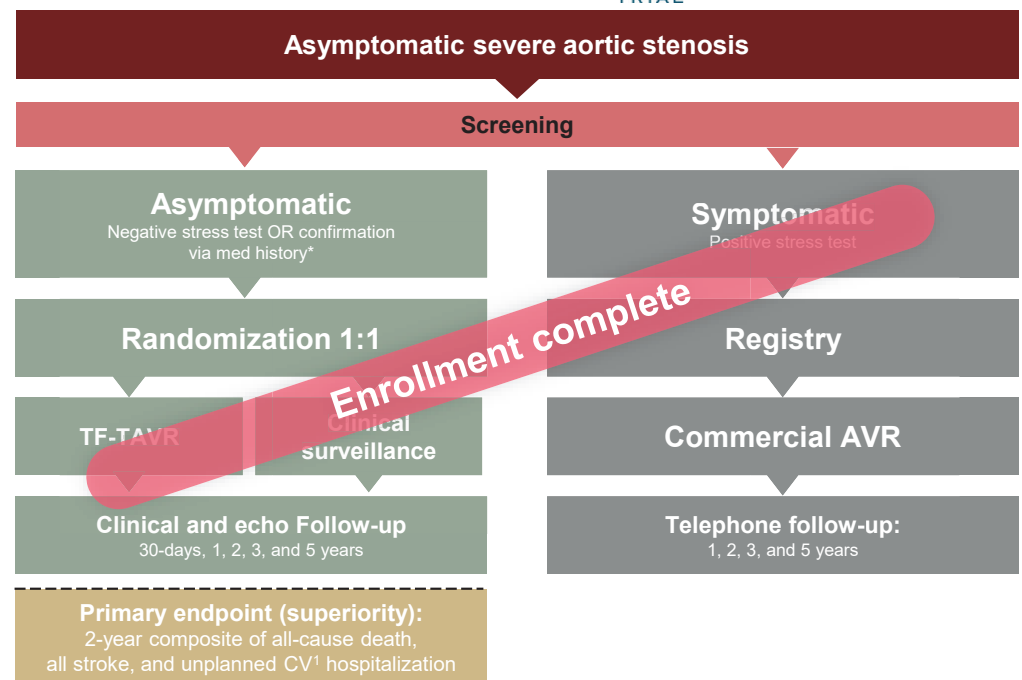 TRIAL
Asymptomatic severe aortic stenosis
Screening
Asymptomatic
Negative stress test OR confirmation
via med history*
Symptomatic
Positive stress test
Randomization 1:1
Registry
Enrollment complete
TF-TAVR
Clinical
surveillance
Commercial AVR
Clinical and echo Follow-up
30-days, 1, 2, 3, and 5 years
Telephone follow-up:
1, 2, 3, and 5 years
Primary endpoint (superiority):
2-year composite of all-cause death,
all stroke, and unplanned CV¹ hospitalization